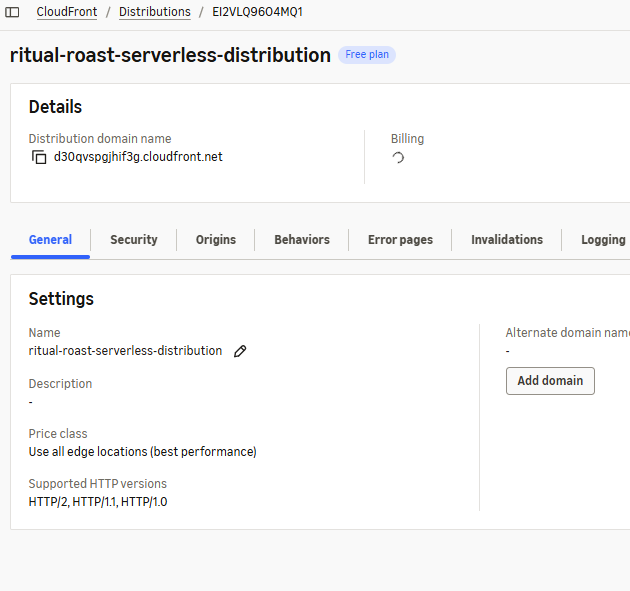 CloudFront / Distributions / EI2VLQ96O4MQ1
ritual-roast-serverless-distribution Free plan
Details
Distribution domain name
d30qvspgjhif3g.cloudfront.net
Billing
General Security Origins Behaviors Error pages Invalidations Logging
Settings
Name
ritual-roast-serverless-distribution
Description
-
Price class
Use all edge locations (best performance)
Supported HTTP versions
HTTP/2, HTTP/1.1, HTTP/1.0
Alternate domain name
-
Add domain